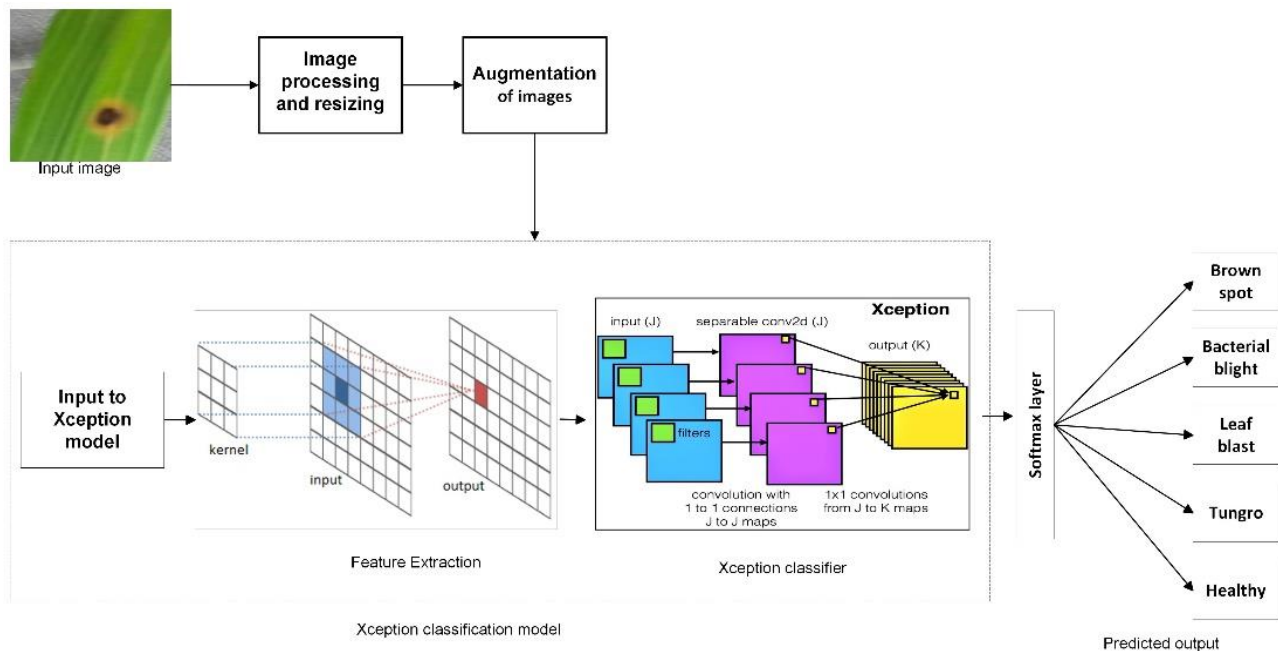 Image
processing
and resizing
Augmentation
of images
Input image
Input to
Xception
model
kernel
input
output
Feature Extraction
Xception
input (J)
separable conv2d (J)
output (K)
filters
convolution with
1 to 1 connections
J to J maps
1x1 convolutions
from J to K maps
Xception classifier
Xception classification model
Softmax layer
Brown
spot
Bacterial
blight
Leaf
blast
Tungro
Healthy
Predicted output